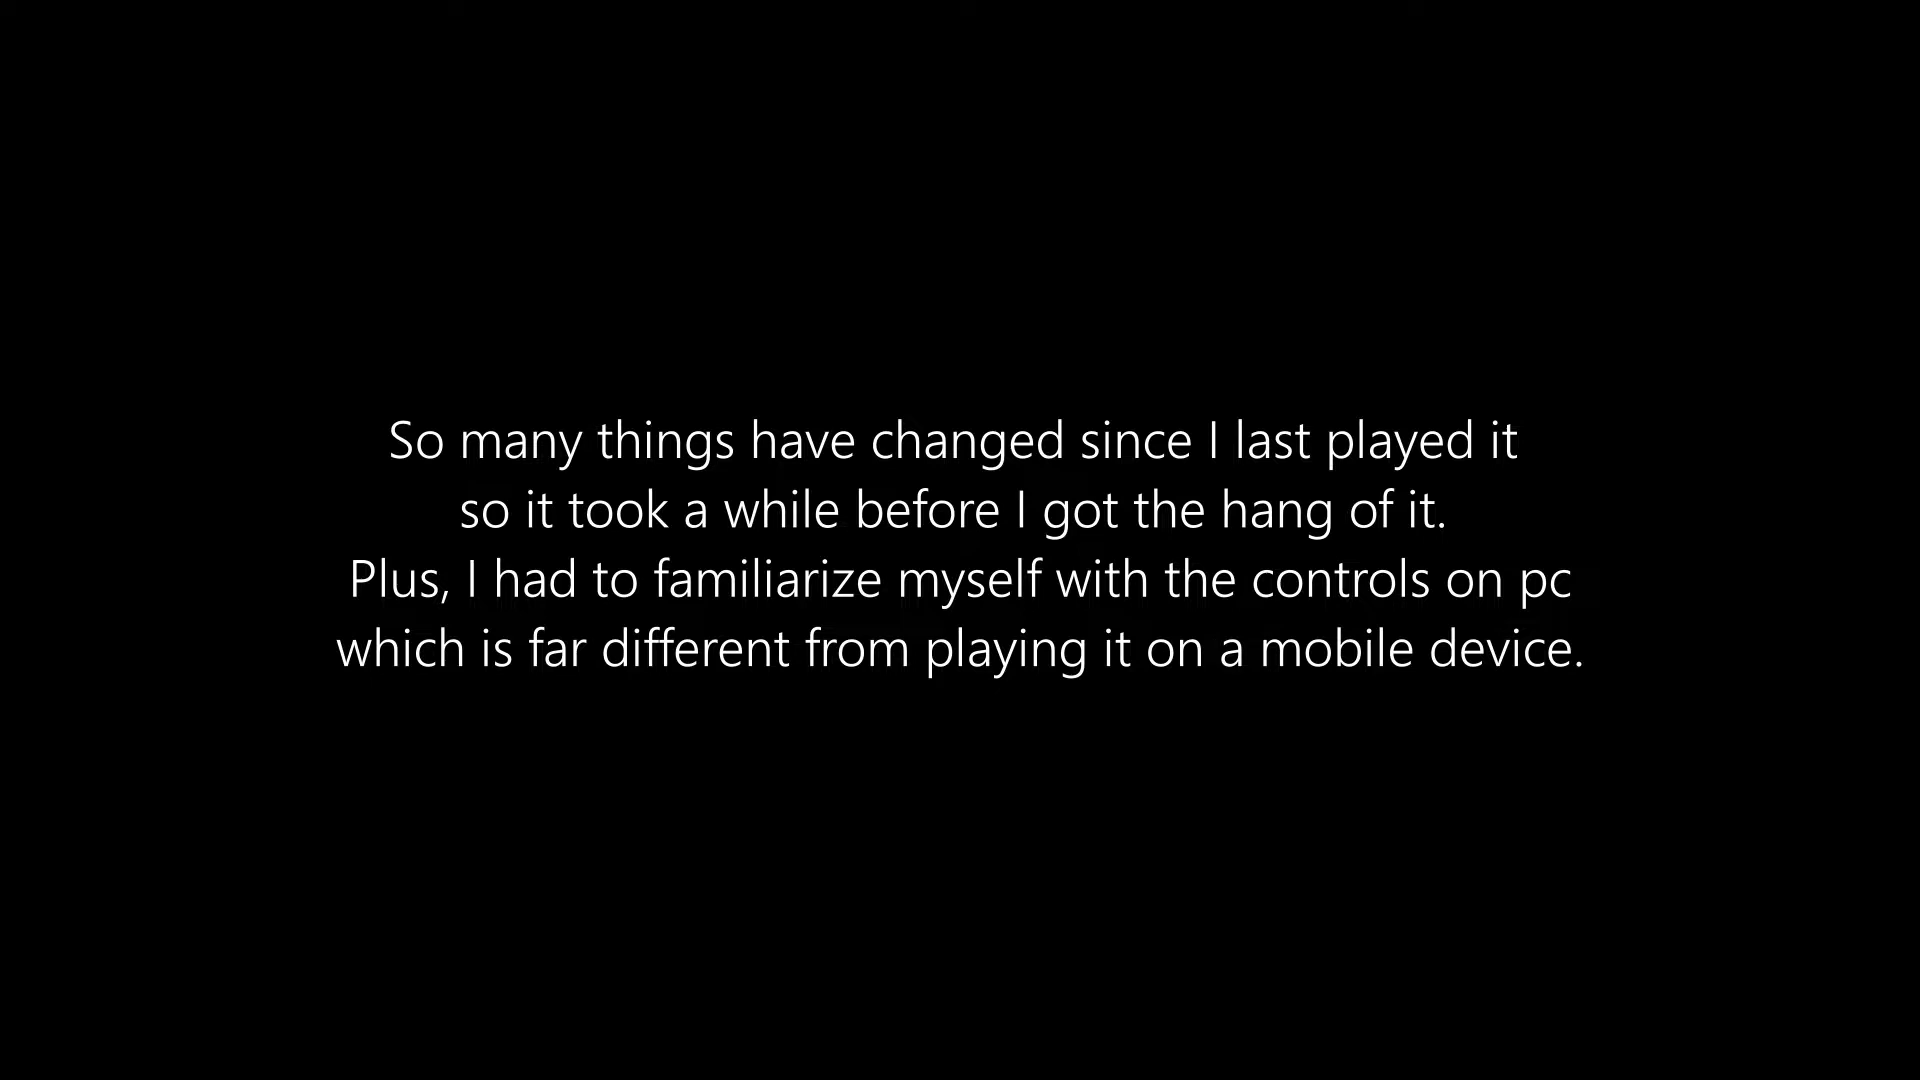 So many things have changed since I last played it
so it took a while before I got the hang of it.
Plus, I had to familiarize myself with the controls on pc
which is far different from playing it on a mobile device.